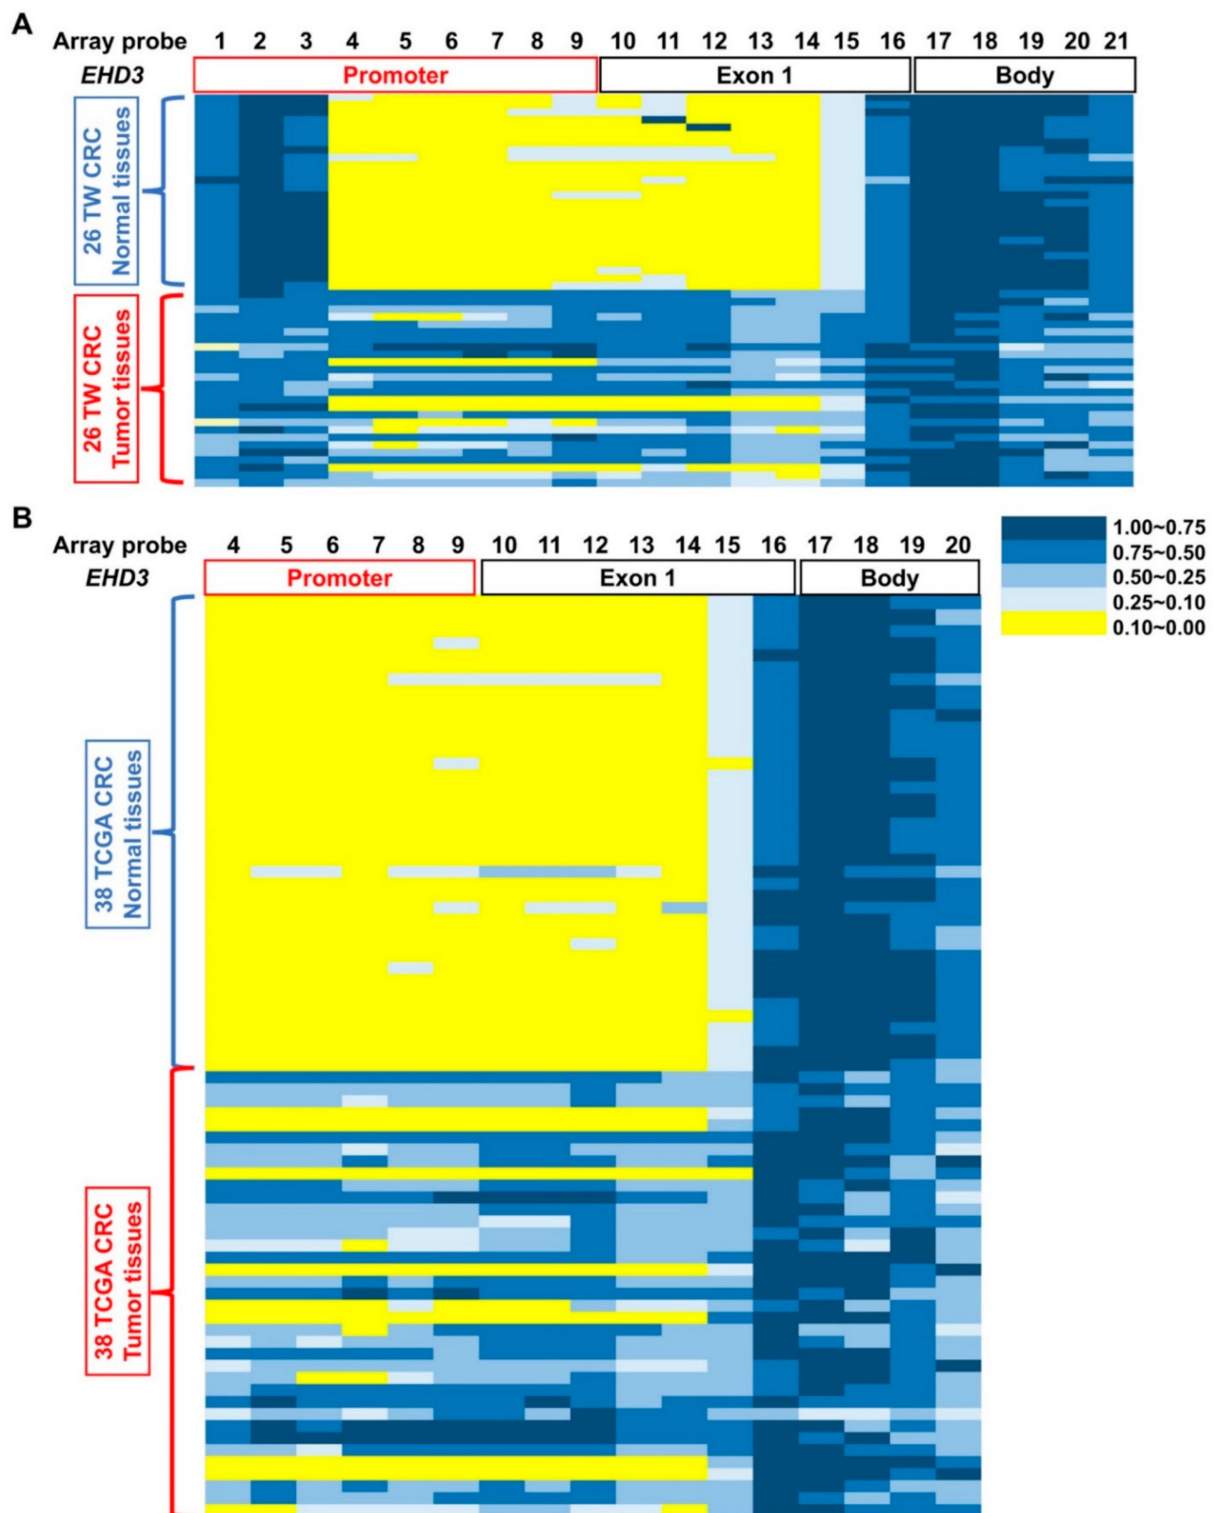 A
Array probe 1 2 3 4 5 6 7 8 9 10 11 12 13 14 15 16 17 18 19 20 21
EHD3 Promoter Exon 1 Body
26 TW CRC
Normal tissues
26 TW CRC
Tumor tissues
B
Array probe 4 5 6 7 8 9 10 11 12 13 14 15 16 17 18 19 20
EHD3 Promoter Exon 1 Body
1.00~0.75
0.75~0.50
0.50~0.25
0.25~0.10
0.10~0.00
38 TCGA CRC
Normal tissues
38 TCGA CRC
Tumor tissues